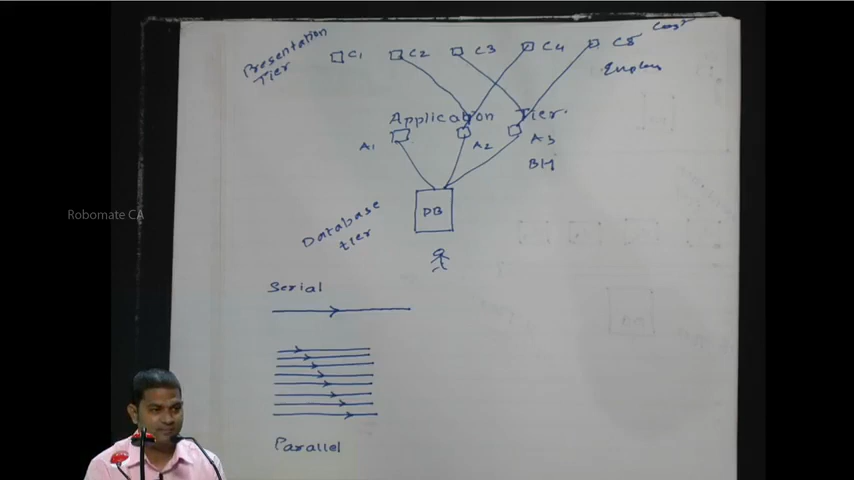 Presentation
Tier
C1
C2
C3
C4
C5
Application Tier.
A1
A2
A3
BM
Robomate CA
Database
tier
DB
Serial
Parallel